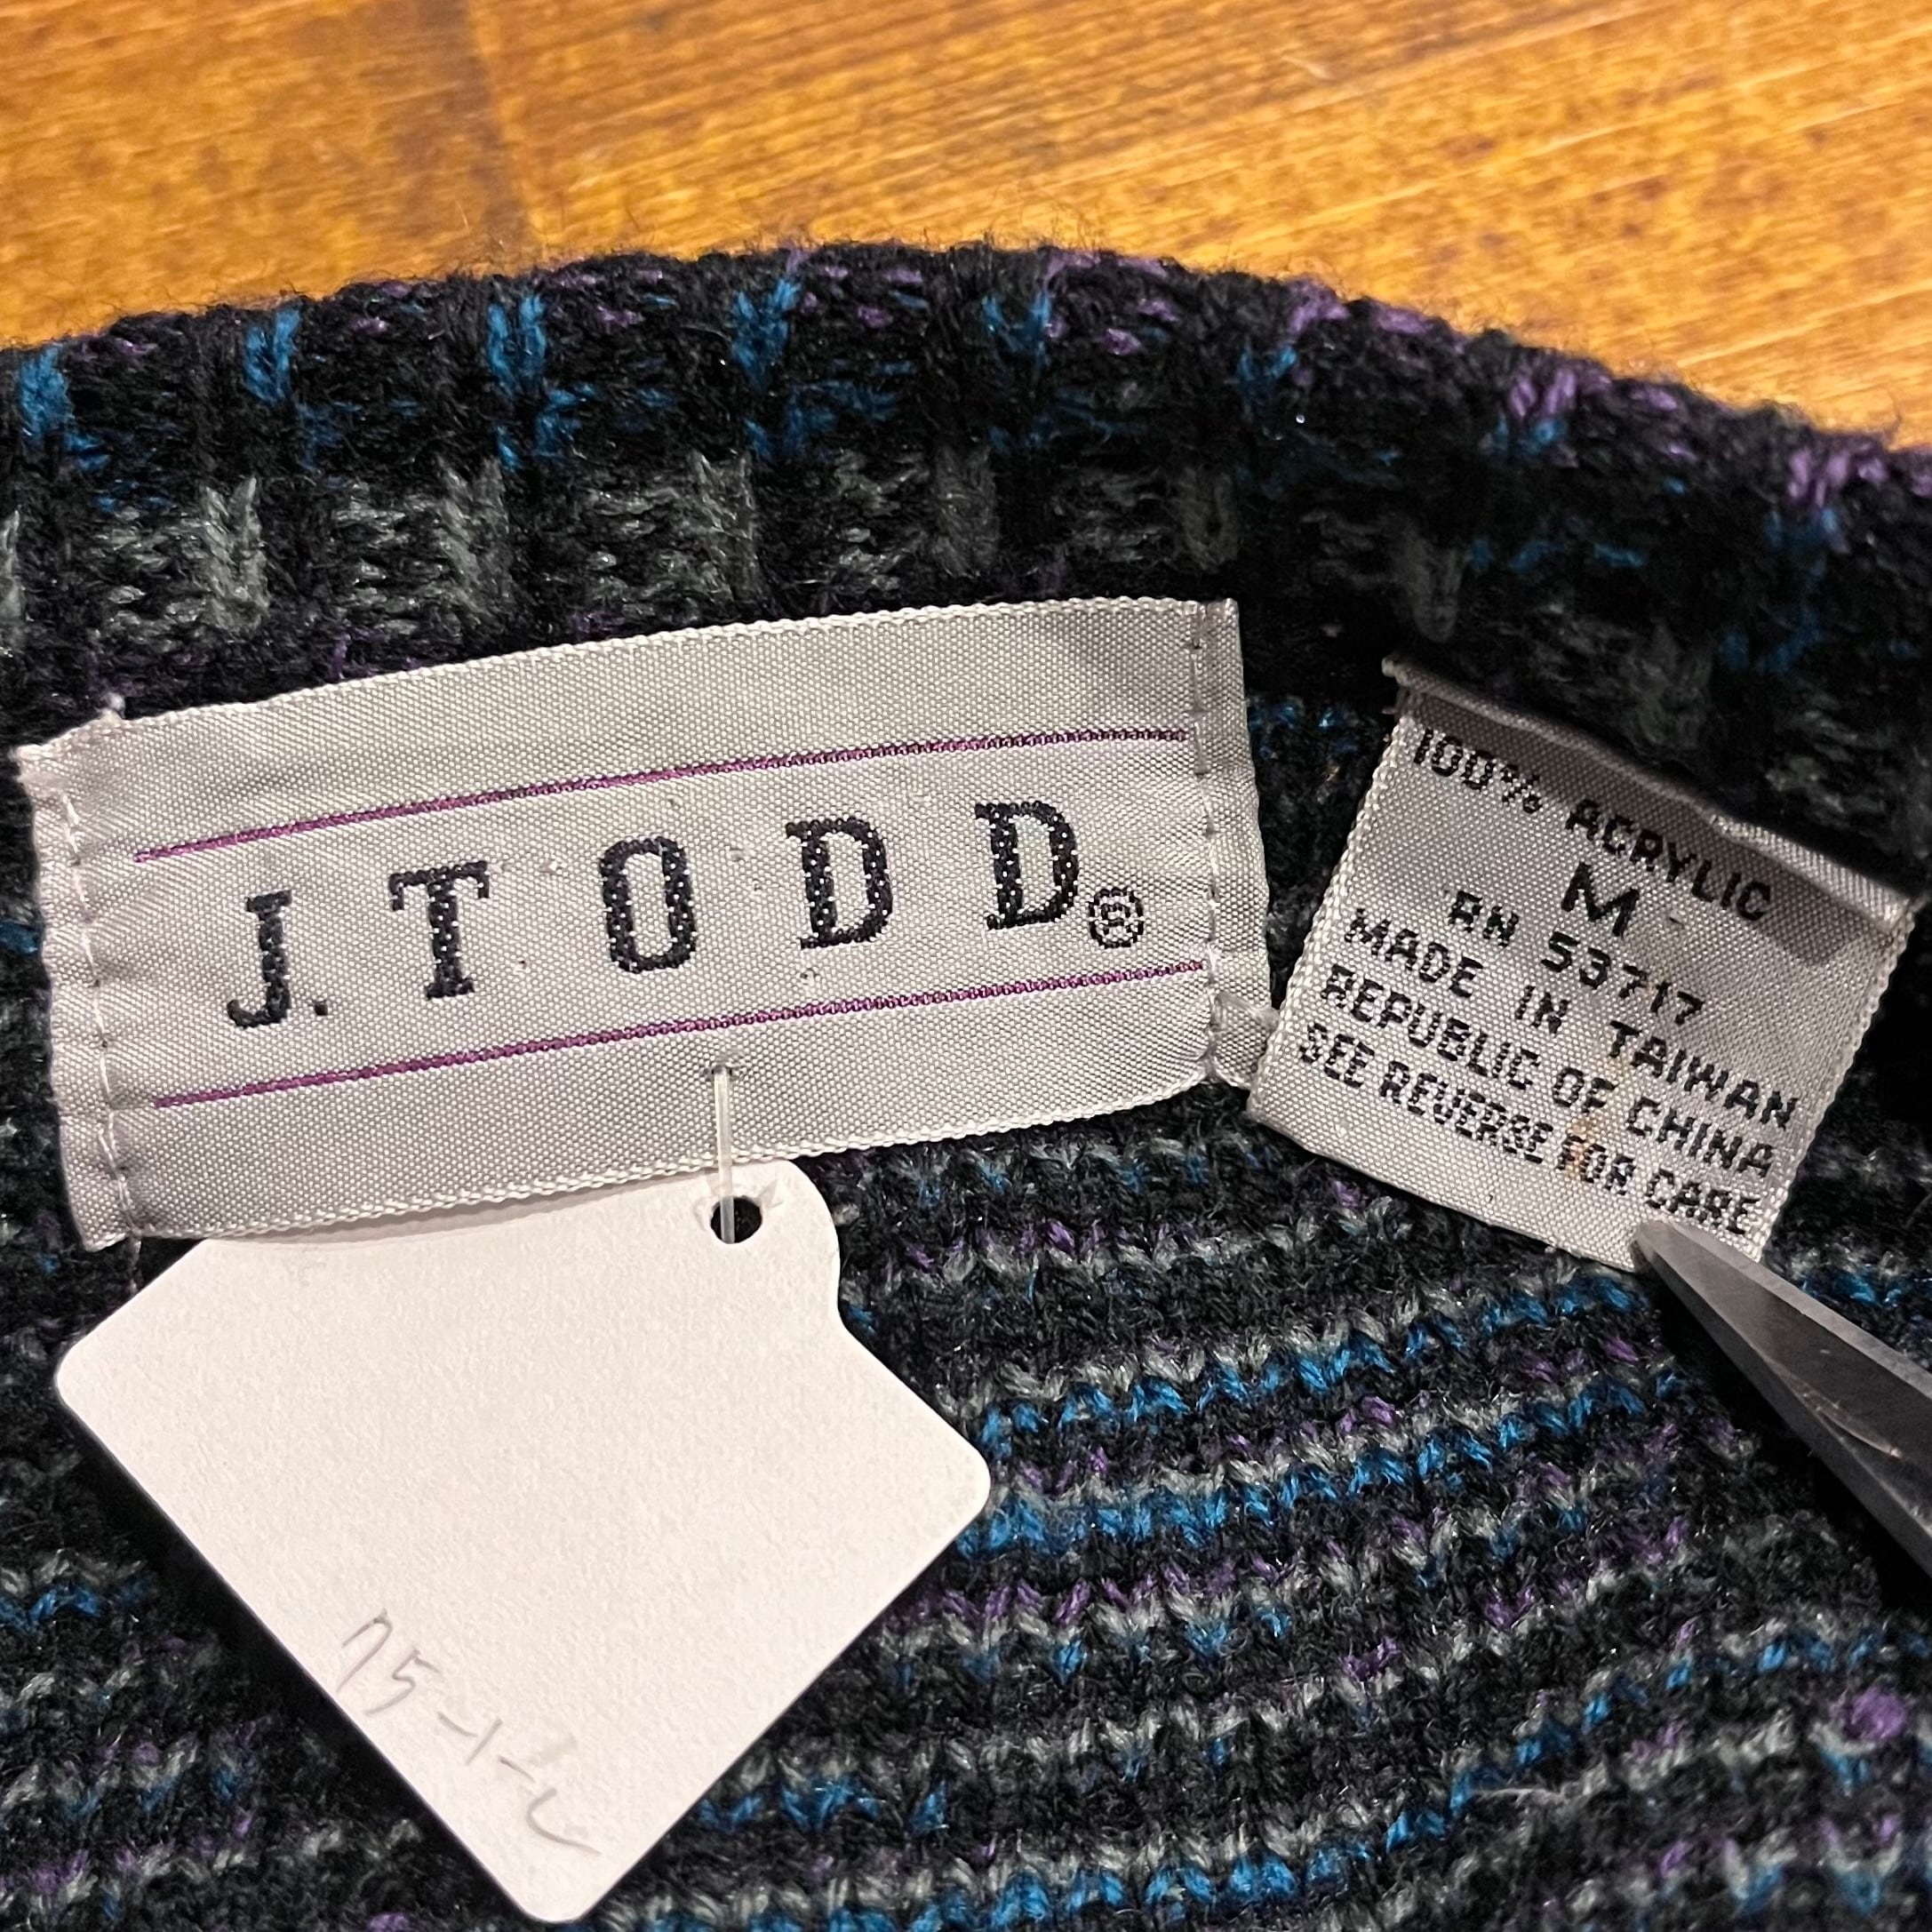 J. TODD®
100% ACRYLIC
M
RN 53717
MADE IN TAIWAN
REPUBLIC OF CHINA
SEE REVERSE FOR CARE